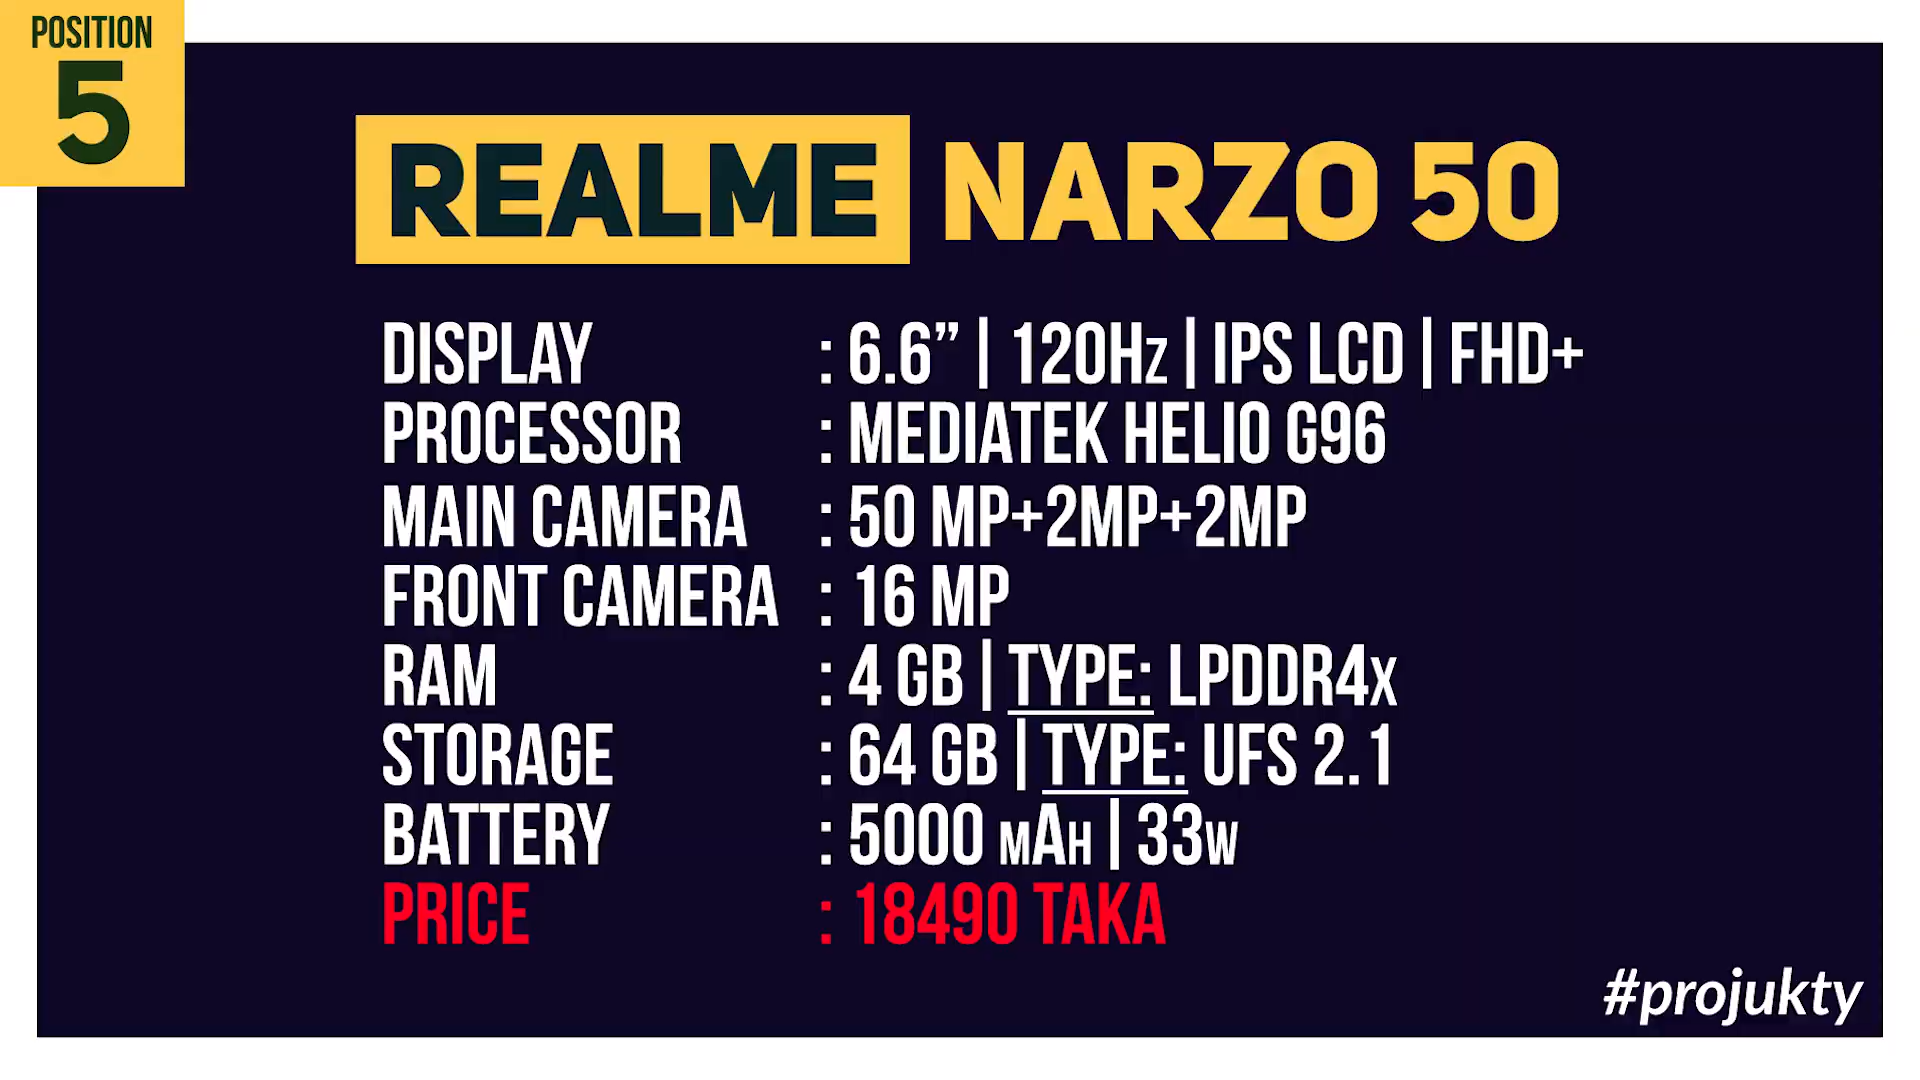 POSITION
5
REALME NARZO 50
DISPLAY : 6.6” | 120Hz | IPS LCD | FHD+
PROCESSOR : MEDIATEK HELIO G96
MAIN CAMERA : 50 MP+2MP+2MP
FRONT CAMERA : 16 MP
RAM : 4 GB | TYPE: LPDDR4x
STORAGE : 64 GB | TYPE: UFS 2.1
BATTERY : 5000 mAh | 33w
PRICE : 18490 TAKA
#projukty